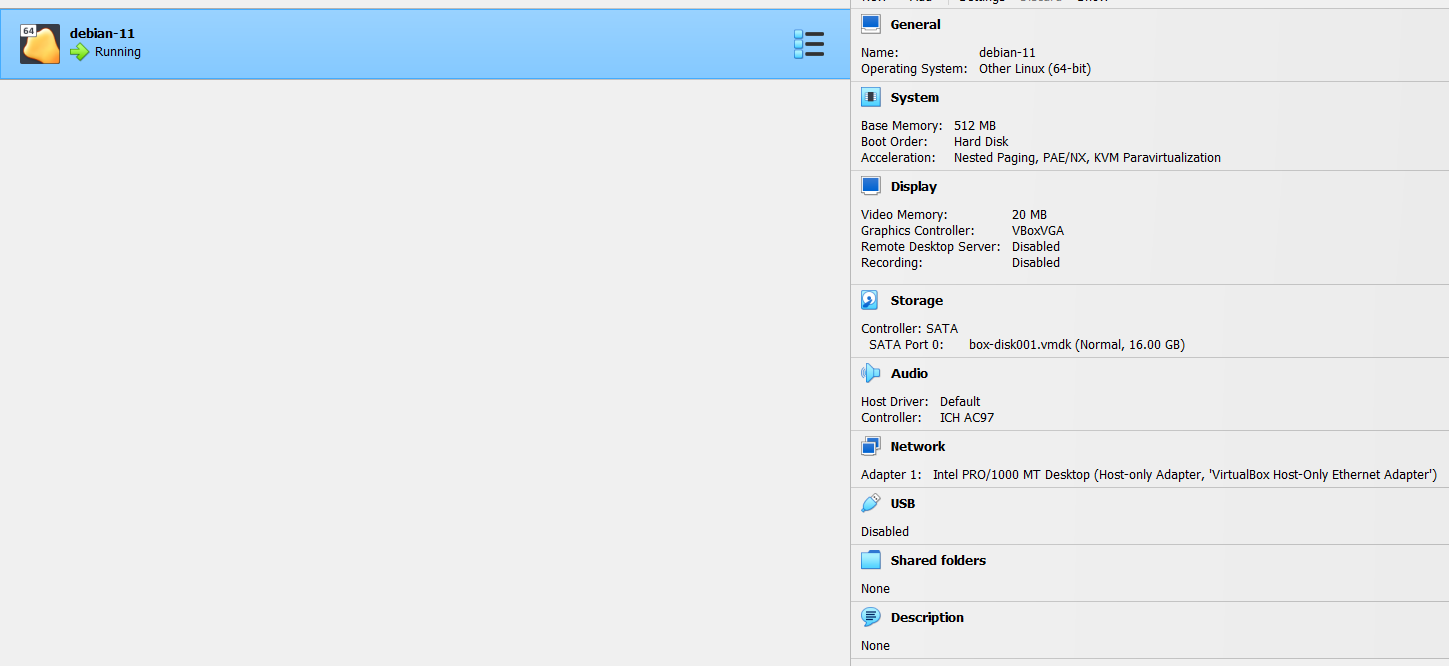 64
debian-11
Running
General
Name: debian-11
Operating System: Other Linux (64-bit)
System
Base Memory: 512 MB
Boot Order: Hard Disk
Acceleration: Nested Paging, PAE/NX, KVM Paravirtualization
Display
Video Memory: 20 MB
Graphics Controller: VBoxVGA
Remote Desktop Server: Disabled
Recording: Disabled
Storage
Controller: SATA
SATA Port 0: box-disk001.vmdk (Normal, 16.00 GB)
Audio
Host Driver: Default
Controller: ICH AC97
Network
Adapter 1: Intel PRO/1000 MT Desktop (Host-only Adapter, 'VirtualBox Host-Only Ethernet Adapter')
USB
Disabled
Shared folders
None
Description
None